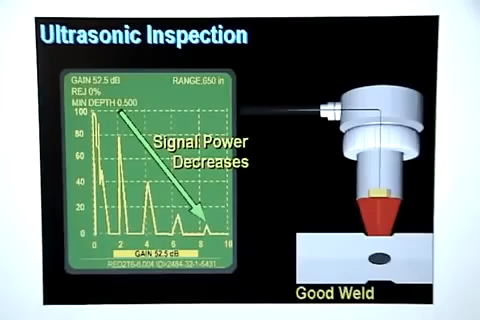 Ultrasonic Inspection
GAIN 52.5 dB RANGE.650 in
REJ 0%
MIN DEPTH 0.500
100
80
60
40
20
0
0 2 4 6 8 10
Signal Power
Decreases
GAIN 52.5 dB
Good Weld